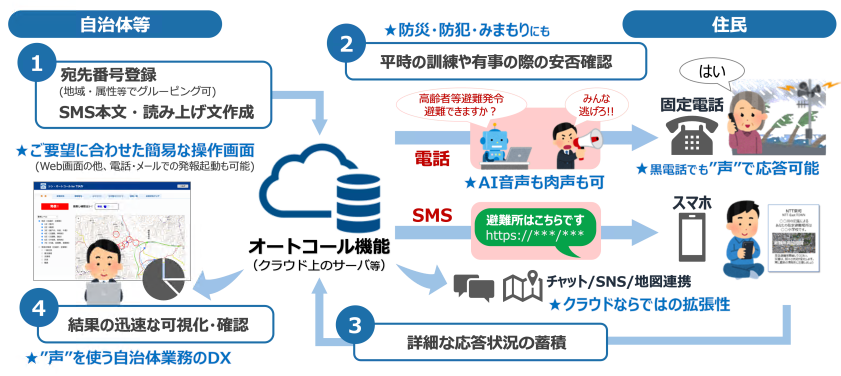 自治体等
1
宛先番号登録
(地域・属性等でグルーピング可)
SMS本文・読み上げ文作成
★ご要望に合わせた簡易な操作画面
(Web画面の他、電話・メールでの発報起動も可能)
4
結果の迅速な可視化・確認
★”声”を使う自治体業務のDX
オートコール機能
(クラウド上のサーバ等)
★防災・防犯・みまもりにも
2
平時の訓練や有事の際の安否確認
高齢者等避難発令
避難できますか？
みんな
逃げろ!!
電話
★AI音声も肉声も可
SMS
避難所はこちらです
https://***/***
チャット/SNS/地図連携
★クラウドならではの拡張性
3
詳細な応答状況の蓄積
住民
はい
固定電話
★黒電話でも”声”で応答可能
スマホ